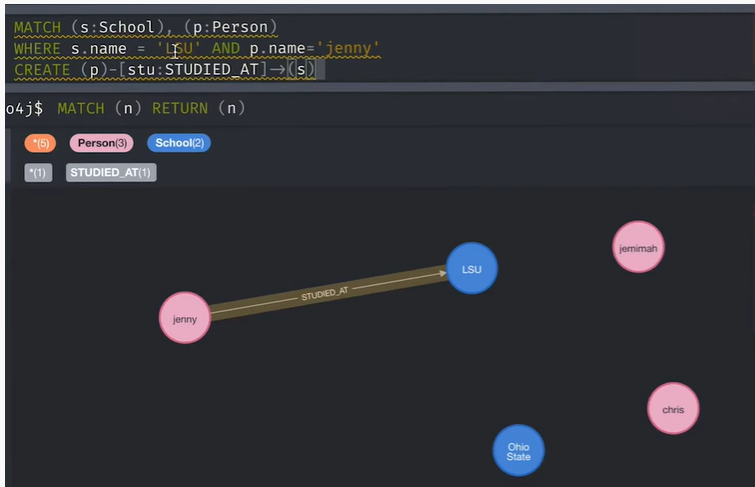 MATCH (s:School), (p:Person)
WHERE s.name = 'LSU' AND p.name='jenny'
CREATE (p)-[stu:STUDIED_AT]->(s)
o4j$ MATCH (n) RETURN (n)
*(5) Person(3) School(2)
*(1) STUDIED_AT(1)
jemimah
LSU
STUDIED_AT
jenny
chris
Ohio
State